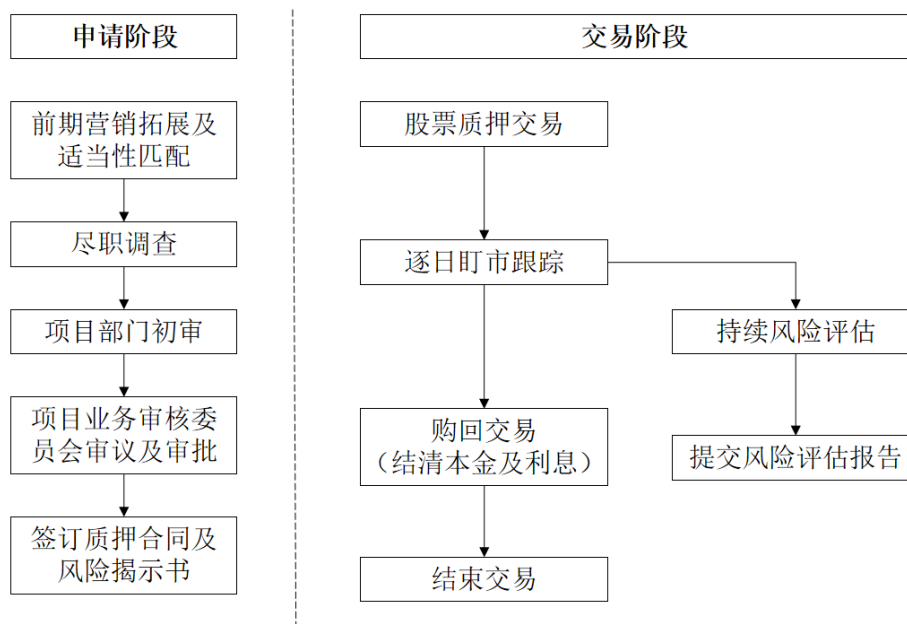 申请阶段
前期营销拓展及
适当性匹配
尽职调查
项目部门初审
项目业务审核委
员会审议及审批
签订质押合同及
风险揭示书
交易阶段
股票质押交易
逐日盯市跟踪
持续风险评估
提交风险评估报告
购回交易
（结清本金及利息）
结束交易